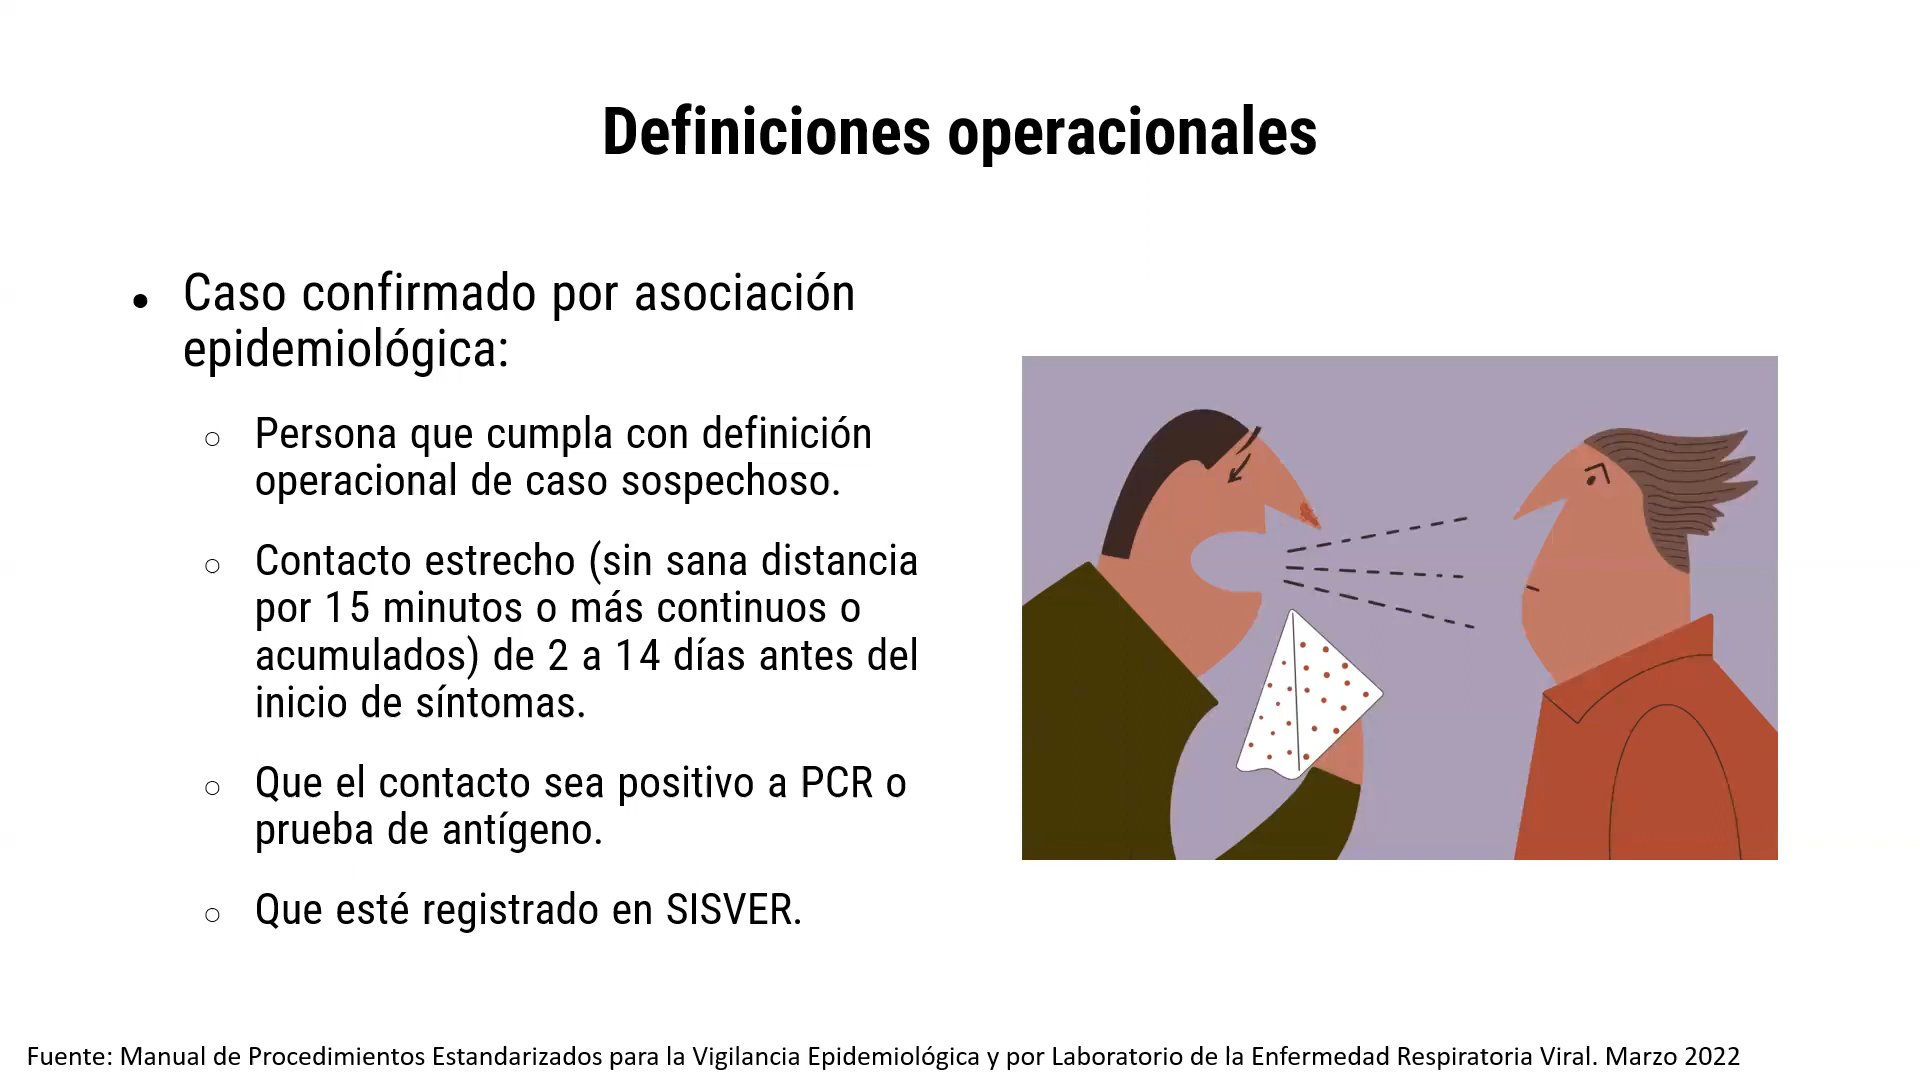 Definiciones operacionales
● Caso confirmado por asociación
epidemiológica:
○ Persona que cumpla con definición
operacional de caso sospechoso.
○ Contacto estrecho (sin sana distancia
por 15 minutos o más continuos o
acumulados) de 2 a 14 días antes del
inicio de síntomas.
○ Que el contacto sea positivo a PCR o
prueba de antígeno.
○ Que esté registrado en SISVER.
Fuente: Manual de Procedimientos Estandarizados para la Vigilancia Epidemiológica y por Laboratorio de la Enfermedad Respiratoria Viral. Marzo 2022